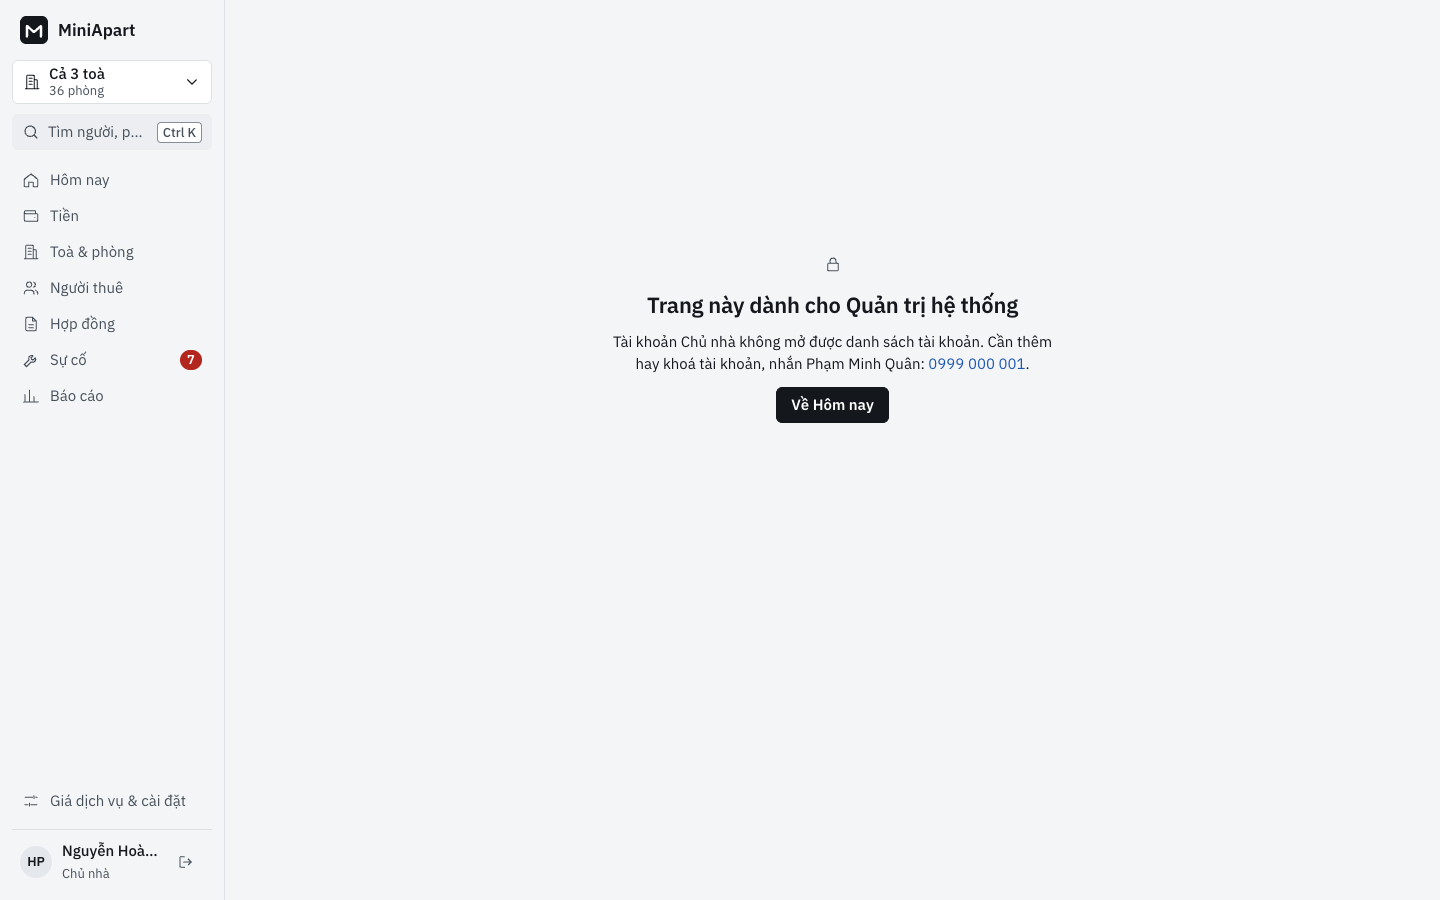 MiniApart
Cả 3 toà
36 phòng
Tìm người, p... Ctrl K
Hôm nay
Tiền
Toà & phòng
Người thuê
Hợp đồng
Sự cố 7
Báo cáo
Giá dịch vụ & cài đặt
HP Nguyễn Hoà...
Chủ nhà
Trang này dành cho Quản trị hệ thống
Tài khoản Chủ nhà không mở được danh sách tài khoản. Cần thêm
hay khoá tài khoản, nhắn Phạm Minh Quân: 0999 000 001.
Về Hôm nay